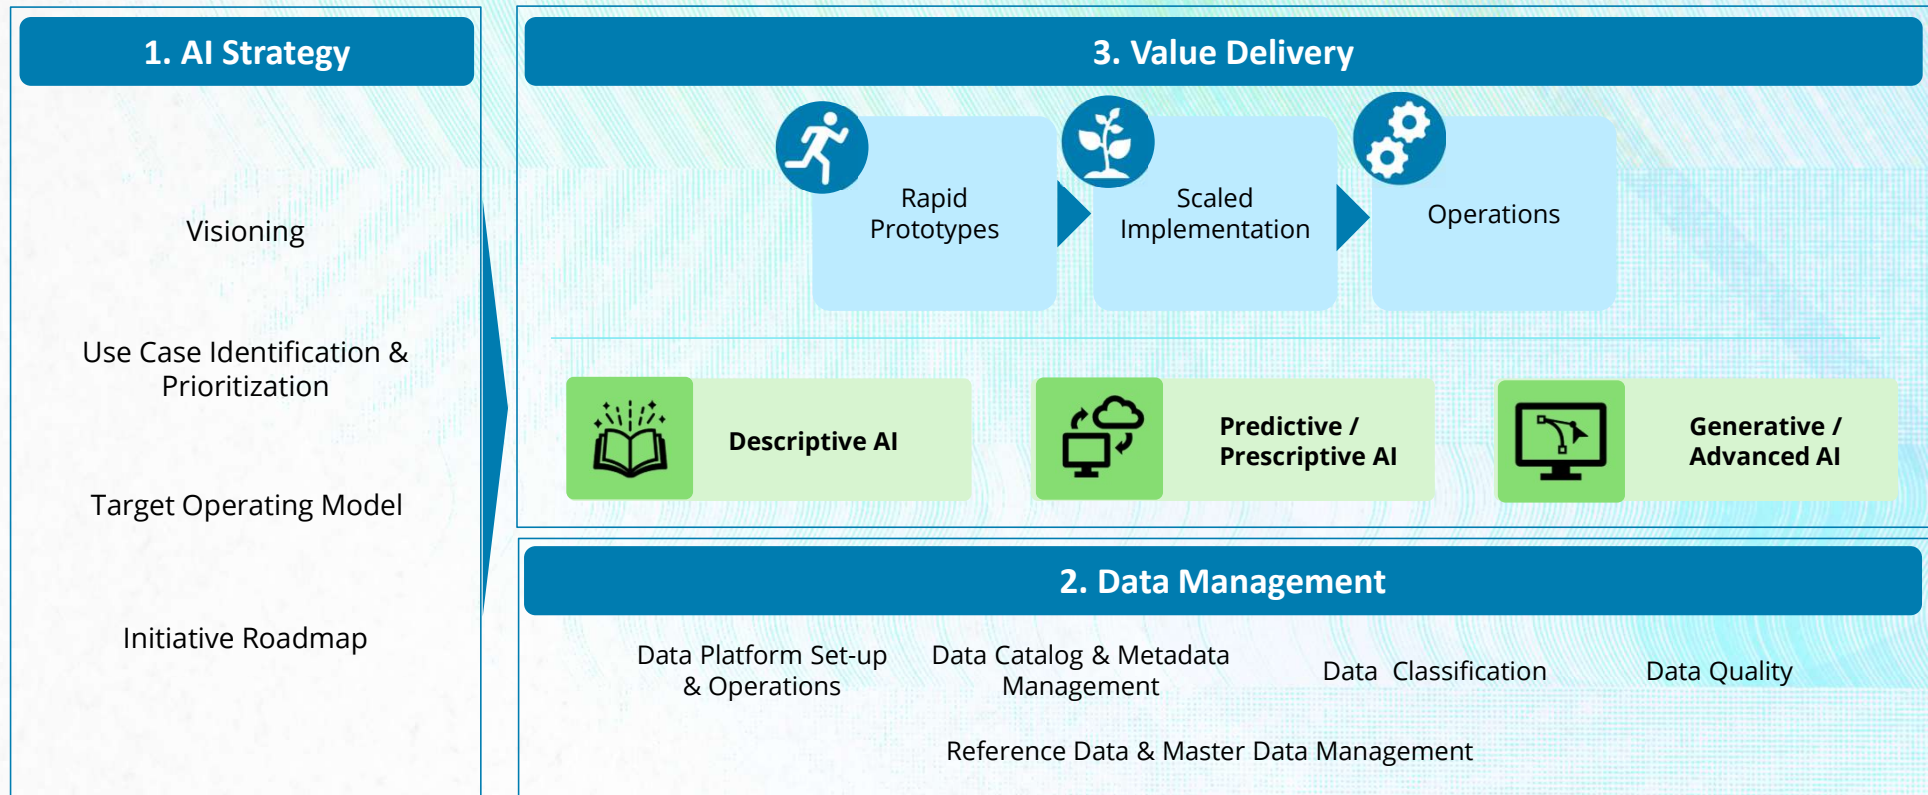 1. AI Strategy
Visioning
Use Case Identification &
Prioritization
Target Operating Model
Initiative Roadmap
3. Value Delivery
Rapid
Prototypes
Scaled
Implementation
Operations
Descriptive AI
Predictive /
Prescriptive AI
Generative /
Advanced AI
2. Data Management
Data Platform Set-up
& Operations
Data Catalog & Metadata
Management
Data Classification
Data Quality
Reference Data & Master Data Management